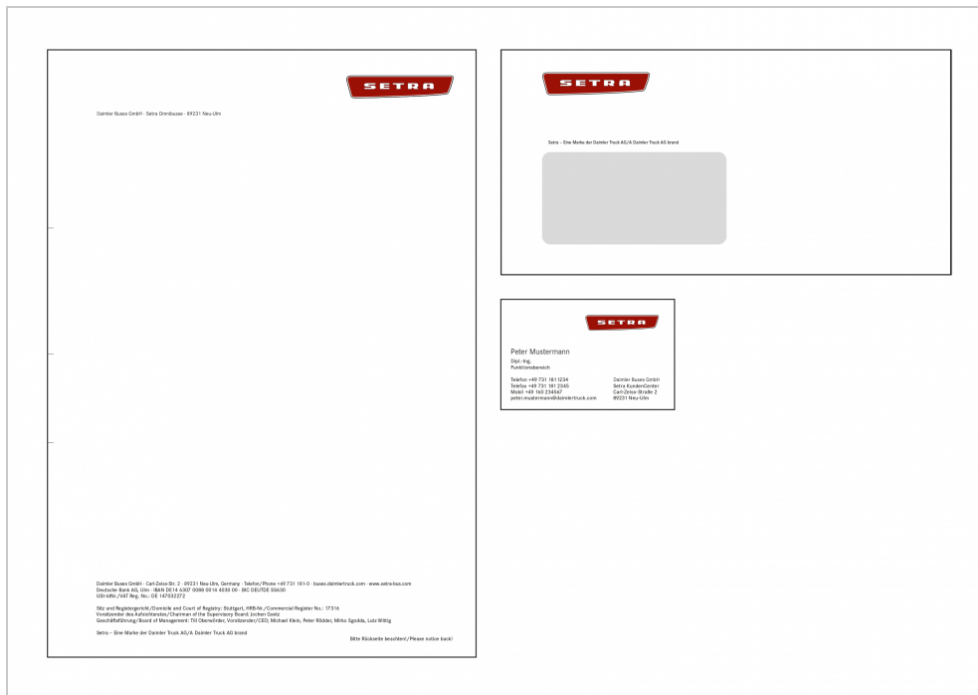 SETRA
Daimler Buses GmbH · Setra Omnibusse · 89231 Neu-Ulm
Daimler Buses GmbH · Carl-Zeiss-Str. 2 · 89231 Neu-Ulm, Germany · Telefon/Phone +49 731 181-0 · buses.daimlertruck.com · www.setra-bus.com
Deutsche Bank AG, Ulm · IBAN DE14 6307 0088 0016 4030 00 · BIC DEUTDE SS630
USt-IdNr./VAT Reg. No.: DE 147032272
Sitz und Registergericht/Domicile and Court of Registry: Stuttgart, HRB-Nr./Commercial Register No.: 17316
Vorsitzender des Aufsichtsrates/Chairman of the Supervisory Board: Jochen Goetz
Geschäftsführung/Board of Management: Till Oberwörder, Vorsitzender/CEO; Michael Klein, Peter Rädder, Mirko Sgodda, Lutz Wittig
Setra – Eine Marke der Daimler Truck AG/A Daimler Truck AG brand
Bitte Rückseite beachten!/Please notice back!
SETRA
Setra – Eine Marke der Daimler Truck AG/A Daimler Truck AG brand
SETRA
Peter Mustermann
Dipl.-Ing.
Funktionsbereich
Telefon +49 731 181 1234
Telefax +49 731 181 2345
Mobil +49 160 234567
peter.mustermann@daimlertruck.com
Daimler Buses GmbH
Setra KundenCenter
Carl-Zeiss-Straße 2
89231 Neu-Ulm